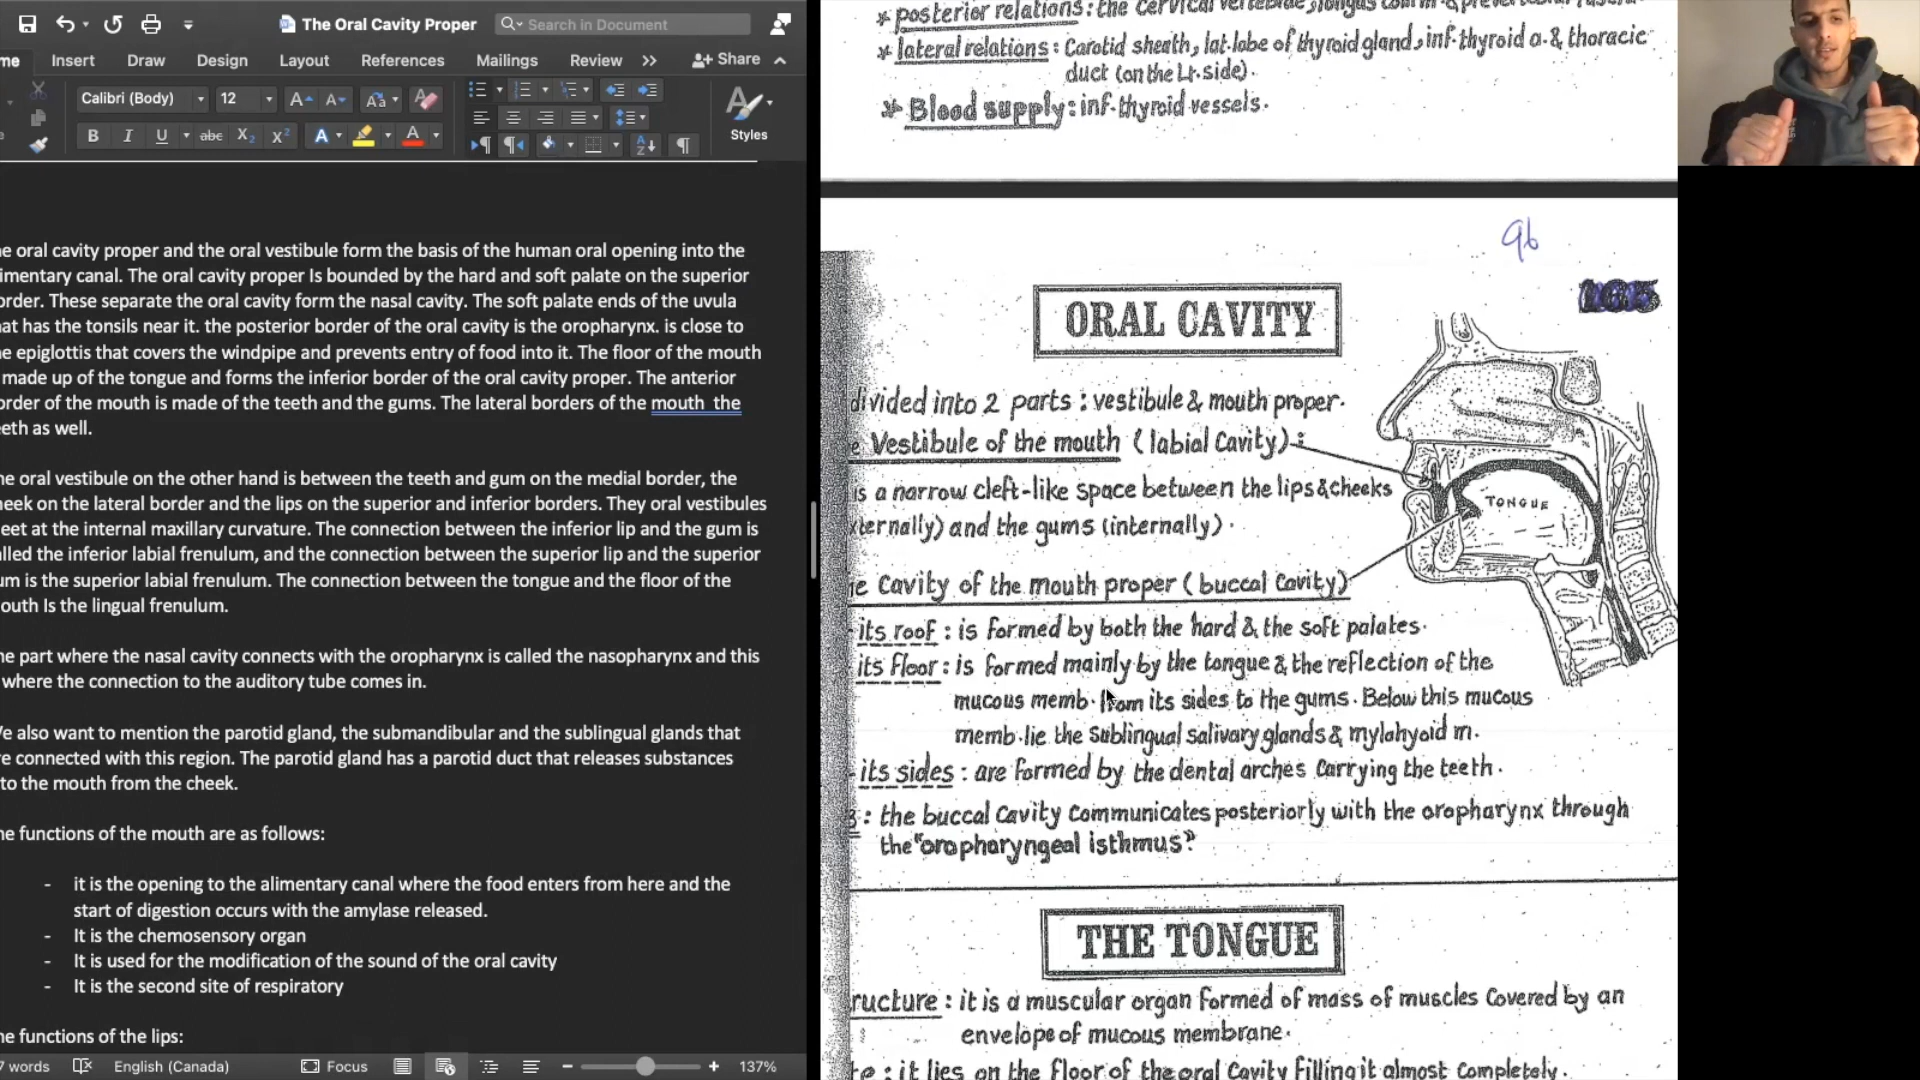 The Oral Cavity Proper
Search in Document
me Insert Draw Design Layout References Mailings Review Share
Calibri (Body) 12
Styles
e oral cavity proper and the oral vestibule form the basis of the human oral opening into the
imentary canal. The oral cavity proper Is bounded by the hard and soft palate on the superior
order. These separate the oral cavity form the nasal cavity. The soft palate ends of the uvula
at has the tonsils near it. the posterior border of the oral cavity is the oropharynx. is close to
e epiglottis that covers the windpipe and prevents entry of food into it. The floor of the mouth
made up of the tongue and forms the inferior border of the oral cavity proper. The anterior
order of the mouth is made of the teeth and the gums. The lateral borders of the mouth the
eeth as well.
he oral vestibule on the other hand is between the teeth and gum on the medial border, the
heek on the lateral border and the lips on the superior and inferior borders. They oral vestibules
eet at the internal maxillary curvature. The connection between the inferior lip and the gum is
alled the inferior labial frenulum, and the connection between the superior lip and the superior
um is the superior labial frenulum. The connection between the tongue and the floor of the
outh Is the lingual frenulum.
he part where the nasal cavity connects with the oropharynx is called the nasopharynx and this
where the connection to the auditory tube comes in.
e also want to mention the parotid gland, the submandibular and the sublingual glands that
re connected with this region. The parotid gland has a parotid duct that releases substances
to the mouth from the cheek.
he functions of the mouth are as follows:
- it is the opening to the alimentary canal where the food enters from here and the
start of digestion occurs with the amylase released.
- It is the chemosensory organ
- It is used for the modification of the sound of the oral cavity
- It is the second site of respiratory
he functions of the lips:
7 words English (Canada) Focus 137%
* posterior relations: the cervical vertebrae,
* lateral relations: Carotid sheath, lat. lobe of thyroid gland, inf. thyroid a. & thoracic
duct (on the Lt. side).
* Blood supply: inf. thyroid vessels.
96
ORAL CAVITY
divided into 2 parts: vestibule & mouth proper.
e Vestibule of the mouth (labial cavity):
is a narrow cleft-like space between the lips & cheeks
xternally) and the gums (internally).
TONGUE
he Cavity of the mouth proper (buccal cavity)
- its roof: is formed by both the hard & the soft palates.
its floor: is formed mainly by the tongue & the reflection of the
mucous memb. from its sides to the gums. Below this mucous
memb. lie the sublingual salivary glands & mylohyoid m.
- its sides: are formed by the dental arches carrying the teeth.
B: the buccal cavity communicates posteriorly with the oropharynx through
the "oropharyngeal isthmus"
THE TONGUE
ructure: it is a muscular organ formed of mass of muscles covered by an
envelope of mucous membrane.
te: it lies on the floor of the oral cavity filling it almost completely.